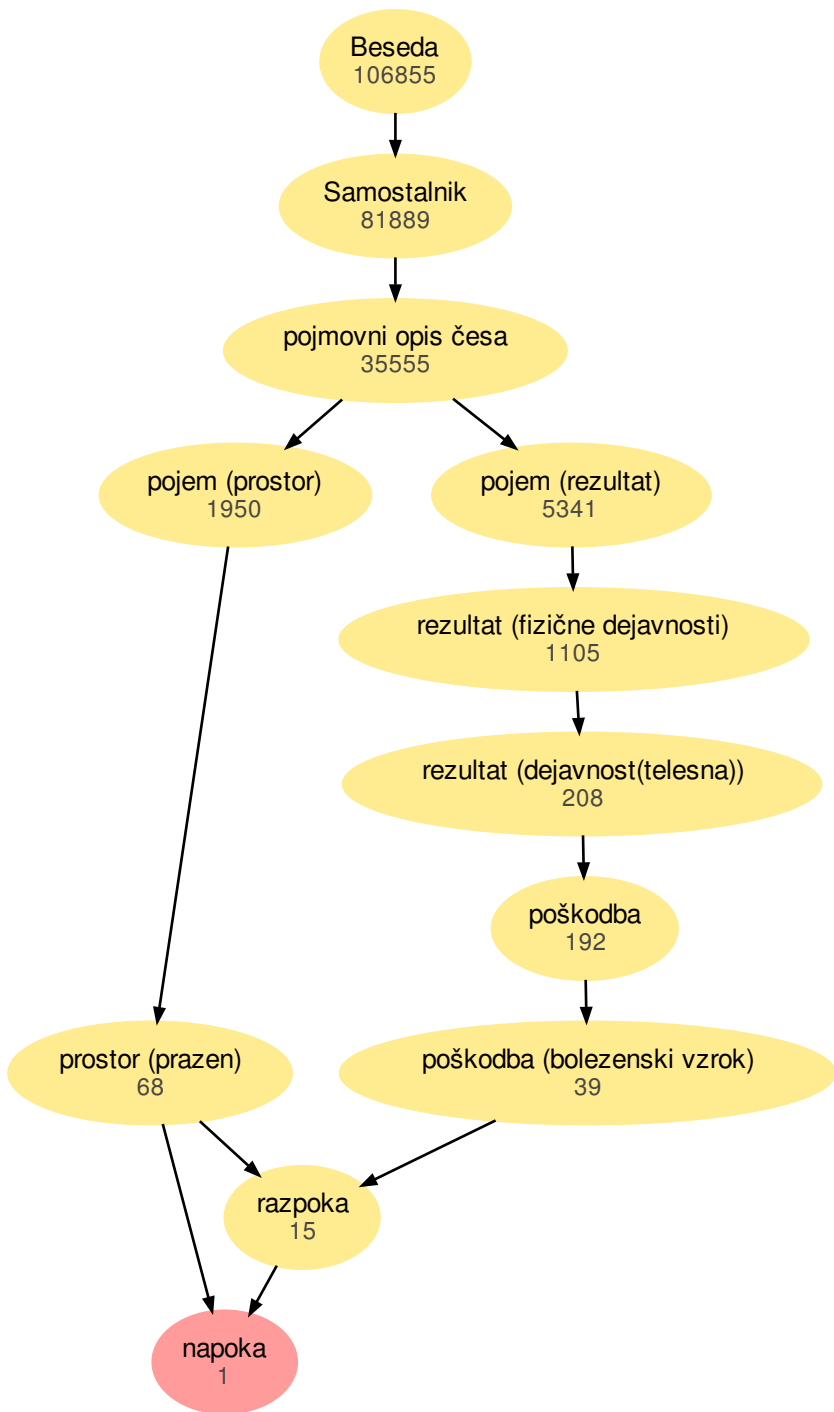 Beseda
106855
Samostalnik
81889
pojmovni opis česa
35555
pojem (prostor)
1950
pojem (rezultat)
5341
rezultat (fizične dejavnosti)
1105
rezultat (dejavnost(telesna))
208
poškodba
192
prostor (prazen)
68
poškodba (bolezenski vzrok)
39
razpoka
15
napoka
1